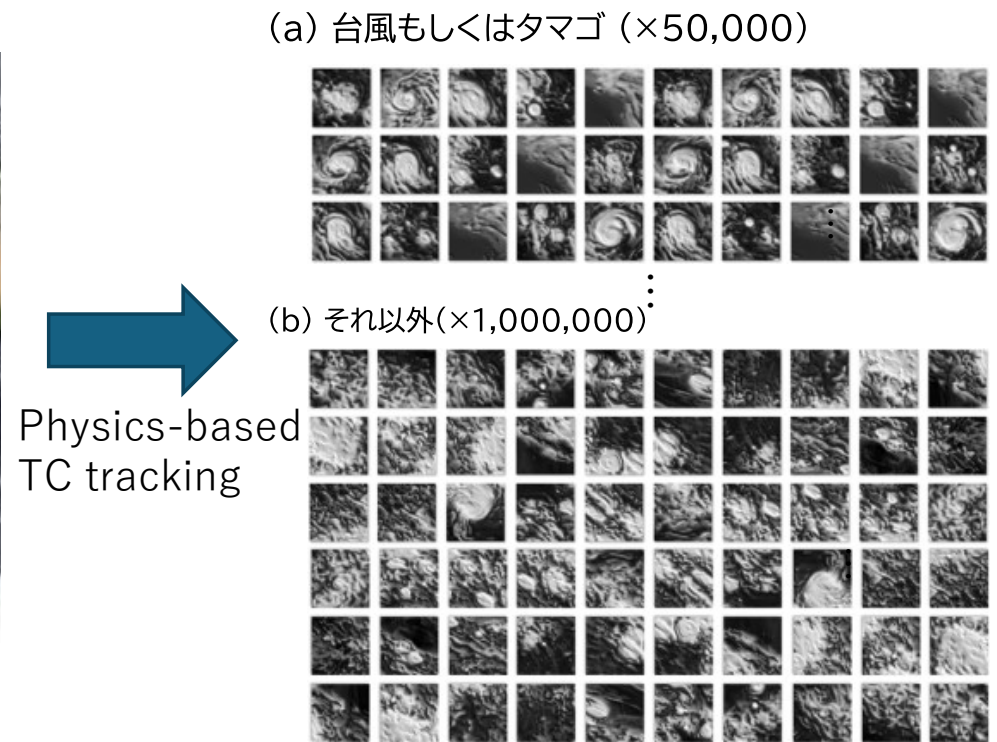 (a) 台風もしくはタマゴ (×50,000)
(b) それ以外(×1,000,000)
Physics-based
TC tracking